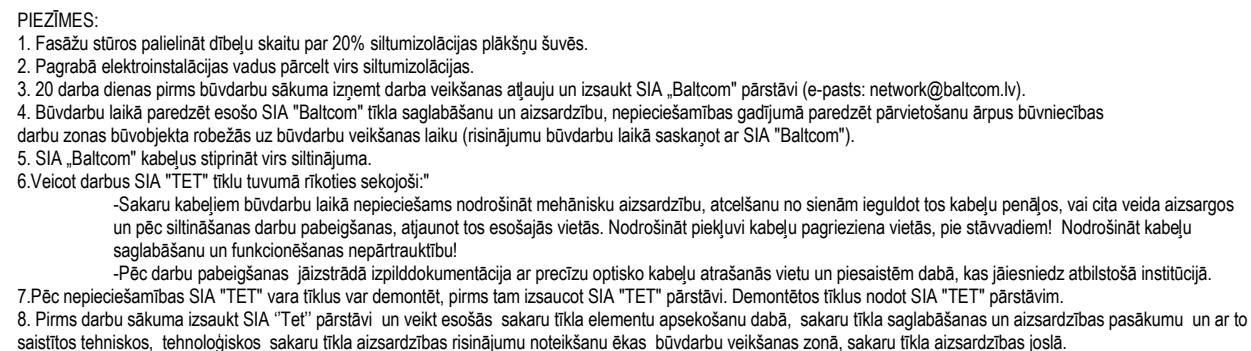 PIEZĪMES:
1. Fasāžu stūros palielināt dībeļu skaitu par 20% siltumizolācijas plākšņu šuvēs.
2. Pagrabā elektroinstalācijas vadus pārcelt virs siltumizolācijas.
3. 20 darba dienas pirms būvdarbu sākuma izņemt darba veikšanas atļauju un izsaukt SIA „Baltcom" pārstāvi (e-pasts: network@baltcom.lv).
4. Būvdarbu laikā paredzēt esošo SIA "Baltcom" tīkla saglabāšanu un aizsardzību, nepieciešamības gadījumā paredzēt pārvietošanu ārpus būvniecības
darbu zonas būvobjekta robežās uz būvdarbu veikšanas laiku (risinājumu būvdarbu laikā saskaņot ar SIA "Baltcom").
5. SIA „Baltcom" kabeļus stiprināt virs siltinājuma.
6.Veicot darbus SIA "TET" tīklu tuvumā rīkoties sekojoši:"
-Sakaru kabeļiem būvdarbu laikā nepieciešams nodrošināt mehānisku aizsardzību, atcelšanu no sienām ieguldot tos kabeļu penāļos, vai cita veida aizsargos
un pēc siltināšanas darbu pabeigšanas, atjaunot tos esošajās vietās. Nodrošināt piekļuvi kabeļu pagrieziena vietās, pie stāvvadiem! Nodrošināt kabeļu
saglabāšanu un funkcionēšanas nepārtrauktību!
-Pēc darbu pabeigšanas jāizstrādā izpilddokumentācija ar precīzu optisko kabeļu atrašanās vietu un piesaistēm dabā, kas jāiesniedz atbilstošā institūcijā.
7.Pēc nepieciešamības SIA "TET" vara tīklus var demontēt, pirms tam izsaucot SIA "TET" pārstāvi. Demontētos tīklus nodot SIA "TET" pārstāvim.
8. Pirms darbu sākuma izsaukt SIA ‘’Tet’’ pārstāvi un veikt esošās sakaru tīkla elementu apsekošanu dabā, sakaru tīkla saglabāšanas un aizsardzības pasākumu un ar to
saistītos tehniskos, tehnoloģiskos sakaru tīkla aizsardzības risinājumu noteikšanu ēkas būvdarbu veikšanas zonā, sakaru tīkla aizsardzības joslā.